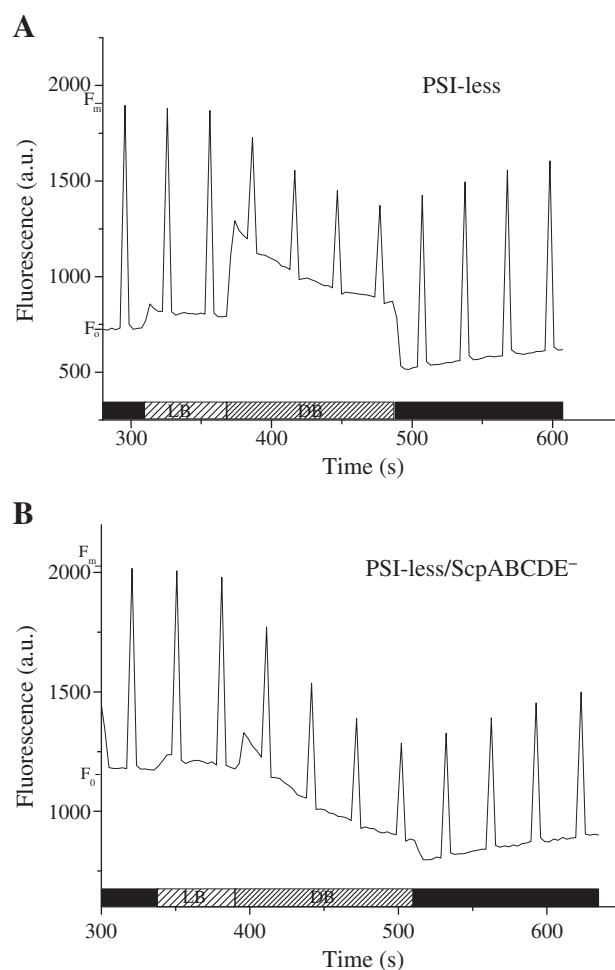 A
PSI-less
2000
Fm
1500
1000
Fo
500
Fluorescence (a.u.)
LB
DB
300
400
500
600
Time (s)
B
PSI-less/ScpABCDE⁻
Fm
2000
1500
F0
1000
Fluorescence (a.u.)
LB
DB
300
400
500
600
Time (s)